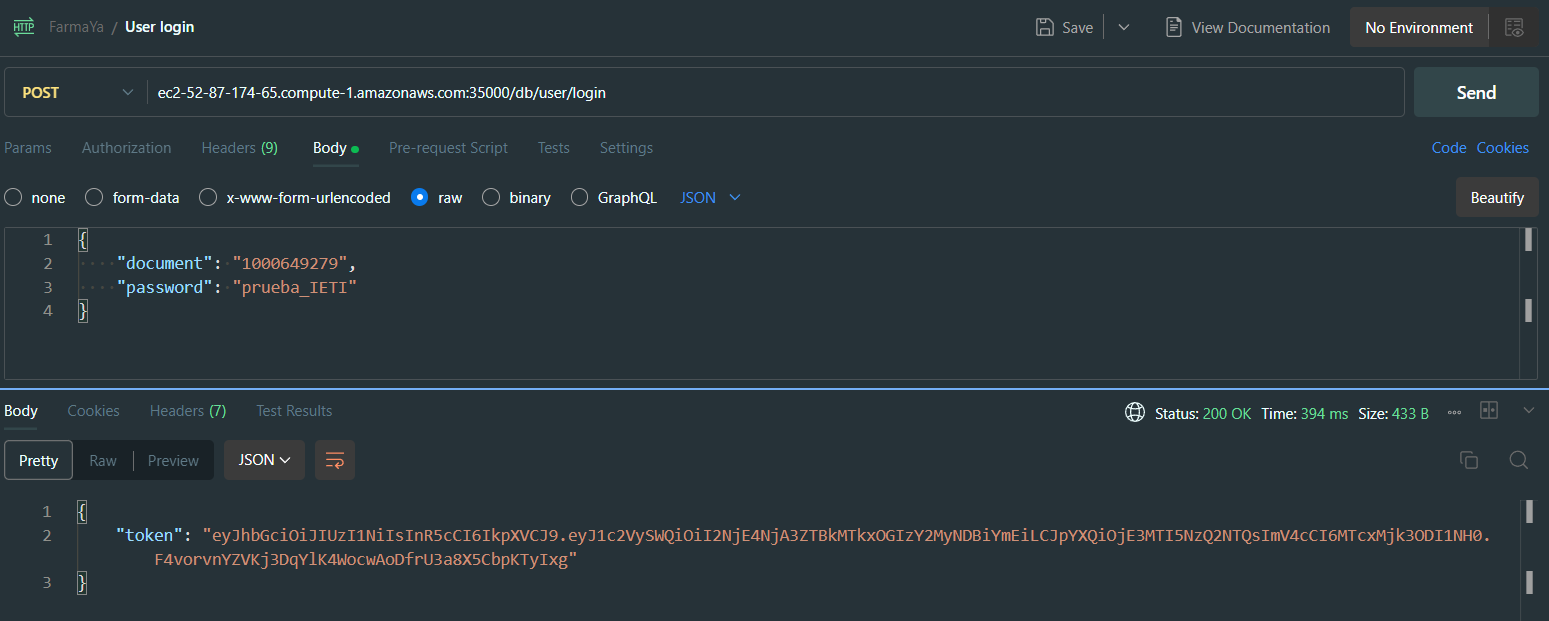 HTTP FarmaYa / User login Save View Documentation No Environment
POST ec2-52-87-174-65.compute-1.amazonaws.com:35000/db/user/login Send
Params Authorization Headers (9) Body Pre-request Script Tests Settings Code Cookies
none form-data x-www-form-urlencoded raw binary GraphQL JSON Beautify
1 {
2 "document": "1000649279",
3 "password": "prueba_IETI"
4 }
Body Cookies Headers (7) Test Results Status: 200 OK Time: 394 ms Size: 433 B
Pretty Raw Preview JSON
1 {
2 "token": "eyJhbGciOiJIUzI1NiIsInR5cCI6IkpXVCJ9.eyJ1c2VySWQiOiI2NjE4NjA3ZTBkMTkxOGIzY2MyNDBiYmEiLCJpYXQiOjE3MTI5NzQ2NTQsImV4cCI6MTcxMjk3ODI1NH0.
F4vorvnYZVKj3DqYlK4WocwAoDfrU3a8X5CbpKTyIxg"
3 }